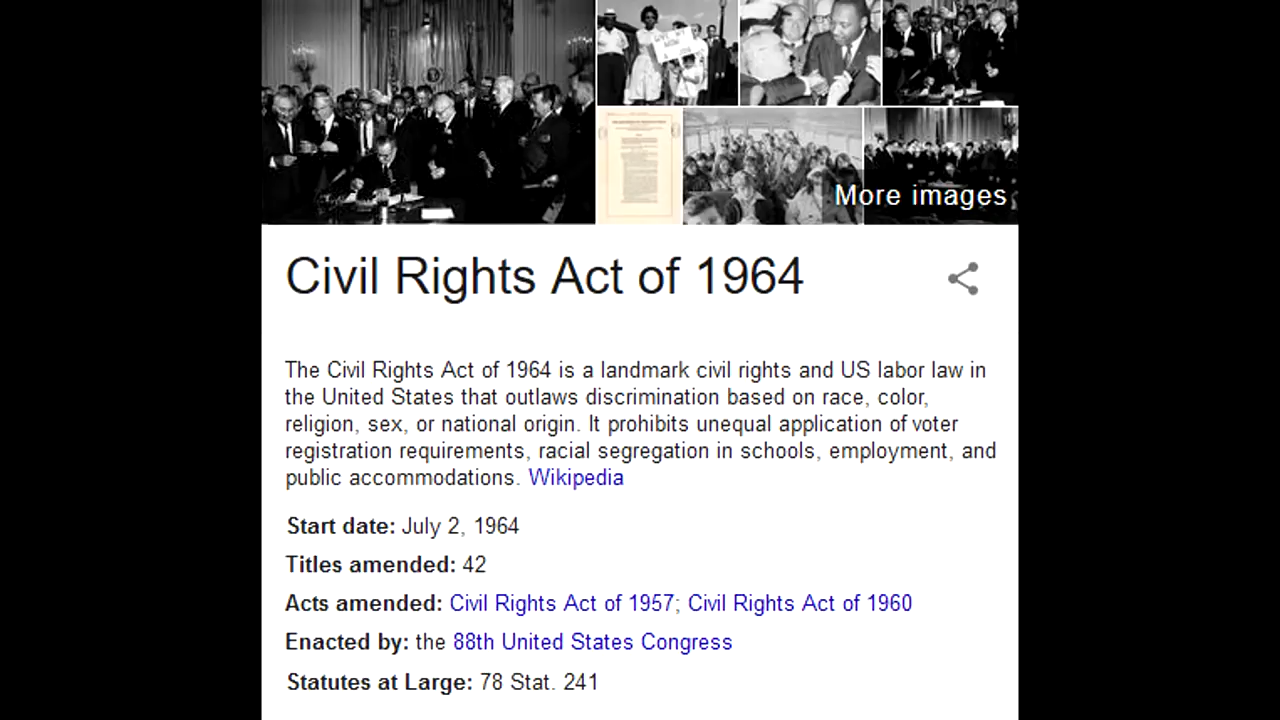 More images
Civil Rights Act of 1964
The Civil Rights Act of 1964 is a landmark civil rights and US labor law in
the United States that outlaws discrimination based on race, color,
religion, sex, or national origin. It prohibits unequal application of voter
registration requirements, racial segregation in schools, employment, and
public accommodations. Wikipedia
Start date: July 2, 1964
Titles amended: 42
Acts amended: Civil Rights Act of 1957; Civil Rights Act of 1960
Enacted by: the 88th United States Congress
Statutes at Large: 78 Stat. 241